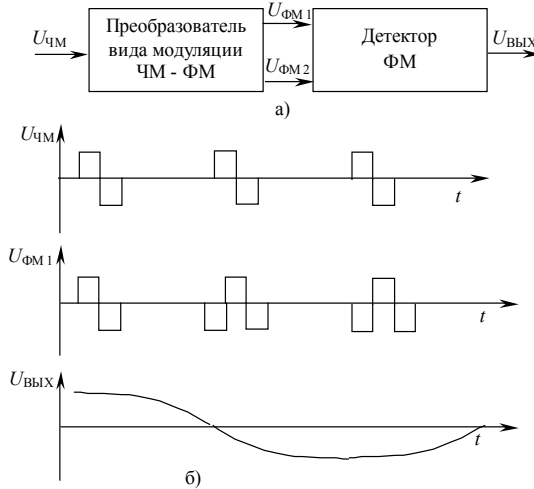 U_ЧМ
Преобразователь
вида модуляции
ЧМ - ФМ
U_ФМ 1
U_ФМ 2
Детектор
ФМ
U_ВЫХ
а)
U_ЧМ
t
U_ФМ 1
t
U_ВЫХ
t
б)